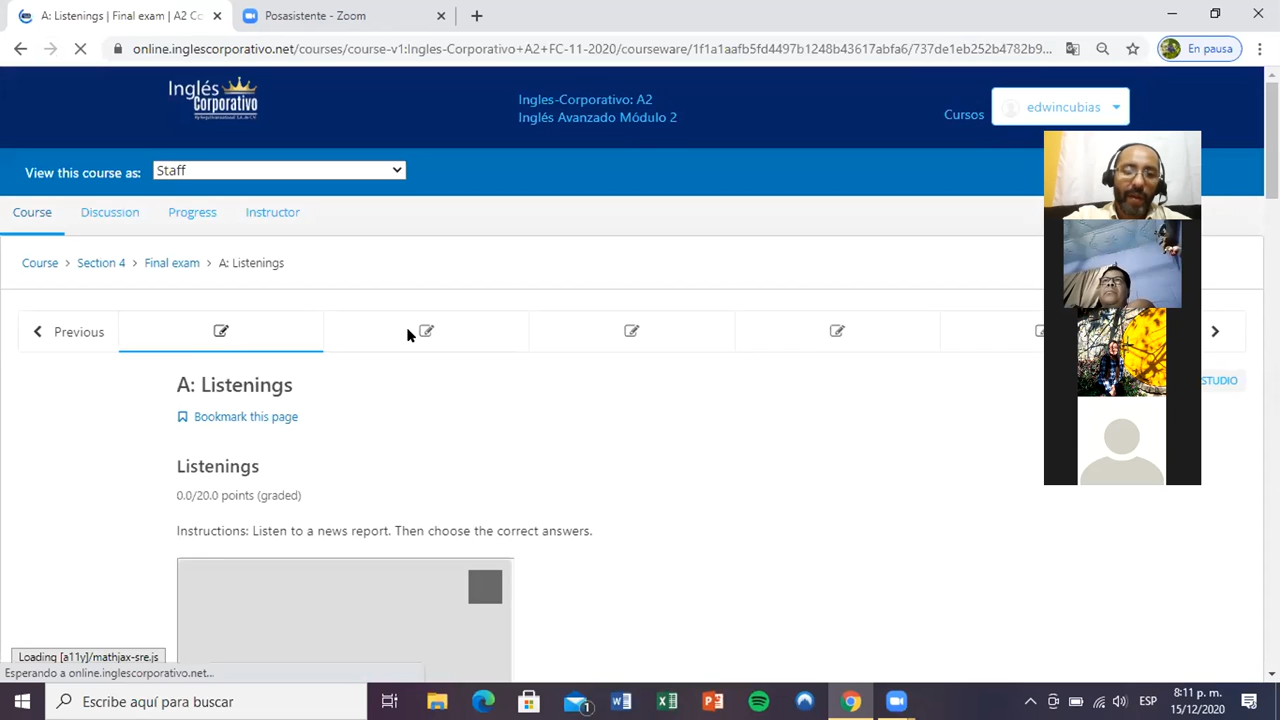 A: Listenings | Final exam | A2 Co
Posasistente - Zoom
online.inglescorporativo.net/courses/course-v1:Ingles-Corporativo+A2+FC-11-2020/courseware/1f1a1aafb5fd4497b1248b43617abfa6/737de1eb252b4782b9...
En pausa
Inglés
Corporativo
Ingles-Corporativo: A2
Inglés Avanzado Módulo 2
Cursos
edwincubias
View this course as:
Staff
Course
Discussion
Progress
Instructor
Course > Section 4 > Final exam > A: Listenings
Previous
A: Listenings
STUDIO
Bookmark this page
Listenings
0.0/20.0 points (graded)
Instructions: Listen to a news report. Then choose the correct answers.
Loading [a11y]/mathjax-sre.js
Esperando a online.inglescorporativo.net...
Escribe aquí para buscar
1
ESP
8:11 p. m.
15/12/2020